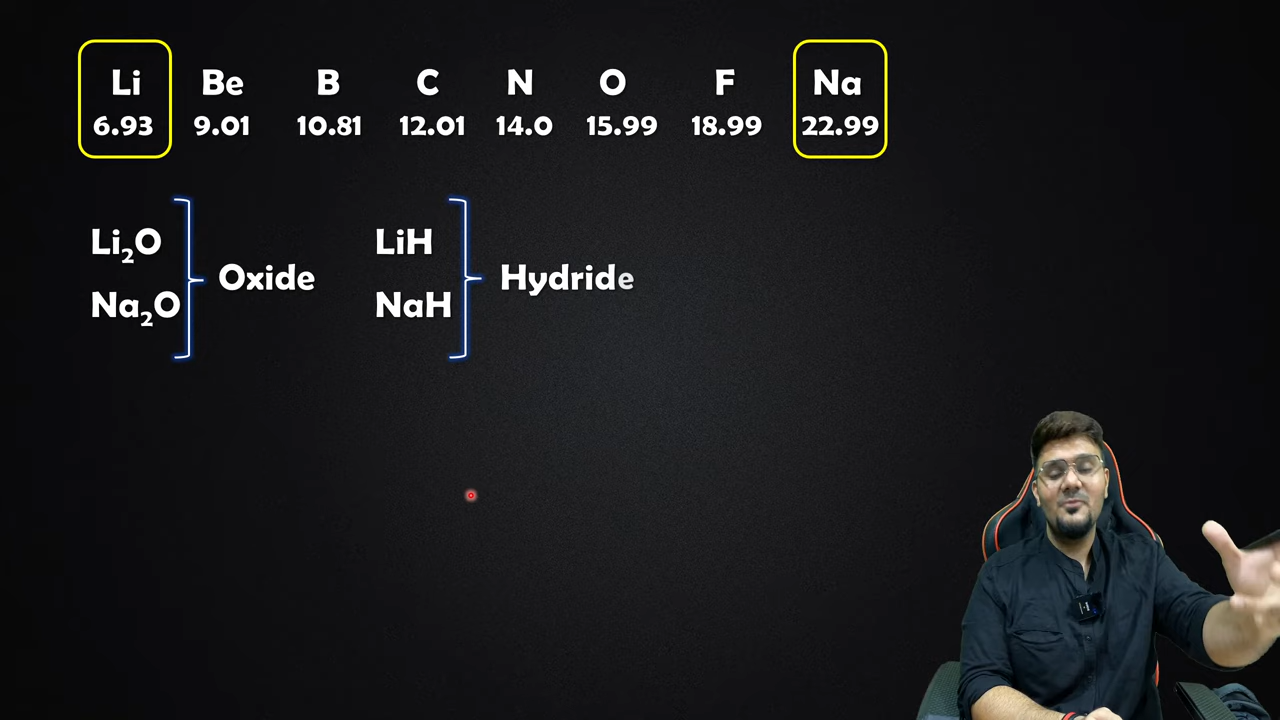 Li Be B C N O F Na
6.93 9.01 10.81 12.01 14.0 15.99 18.99 22.99
Li₂O
Na₂O
Oxide
LiH
NaH
Hydride